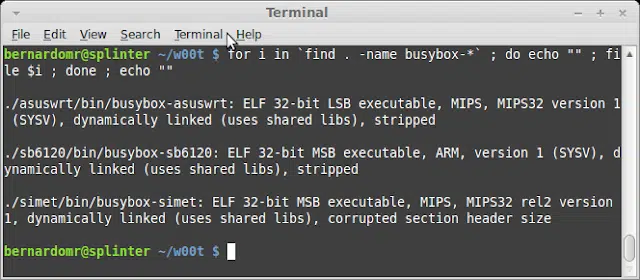 Terminal
File Edit View Search Terminal Help
bernardomr@splinter ~/w00t $ for i in `find . -name busybox-*` ; do echo "" ; fi
le $i ; done ; echo ""
./asuswrt/bin/busybox-asuswrt: ELF 32-bit LSB executable, MIPS, MIPS32 version 1
(SYSV), dynamically linked (uses shared libs), stripped
./sb6120/bin/busybox-sb6120: ELF 32-bit MSB executable, ARM, version 1 (SYSV), d
ynamically linked (uses shared libs), stripped
./simet/bin/busybox-simet: ELF 32-bit MSB executable, MIPS, MIPS32 rel2 version
1, dynamically linked (uses shared libs), corrupted section header size
bernardomr@splinter ~/w00t $